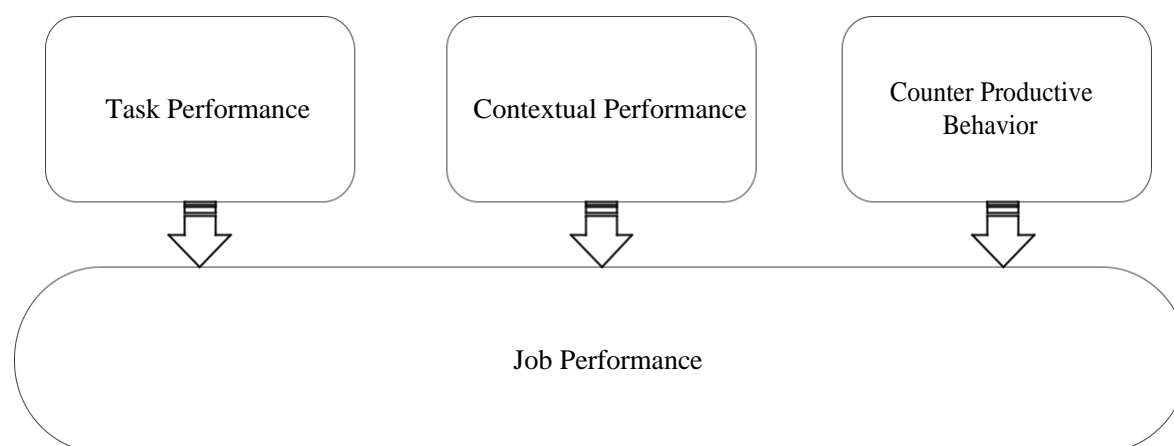 Task Performance
Contextual Performance
Counter Productive
Behavior
Job Performance